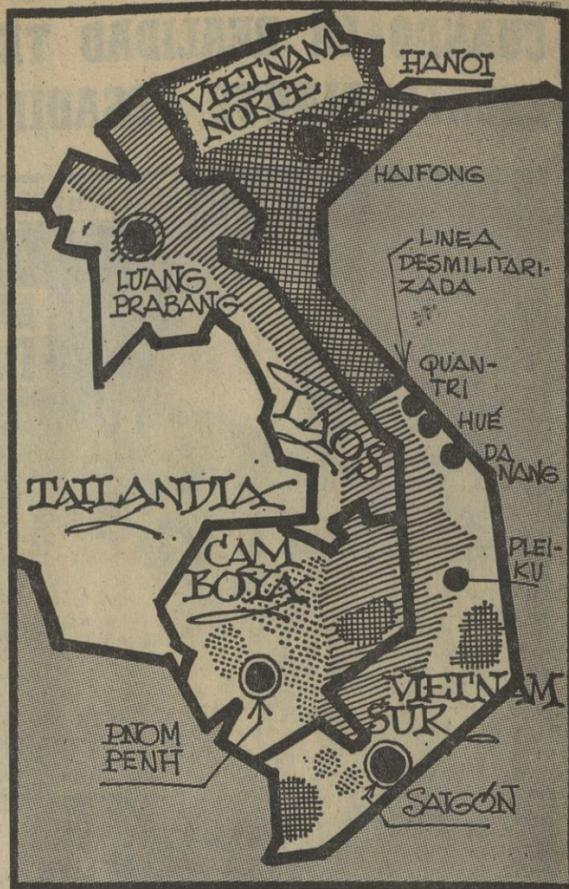 VIETNAM
NORTE
HANOI
HAIFONG
LINEA
DESMILITARI-
ZADA
LUANG
PRABANG
QUAN-
TRI
HUÉ
DA
NANG
LAOS
TAILANDIA
CAM
BOYA
PLEI-
KU
VIETNAM
SUR
PNOM
PENH
SAIGÓN